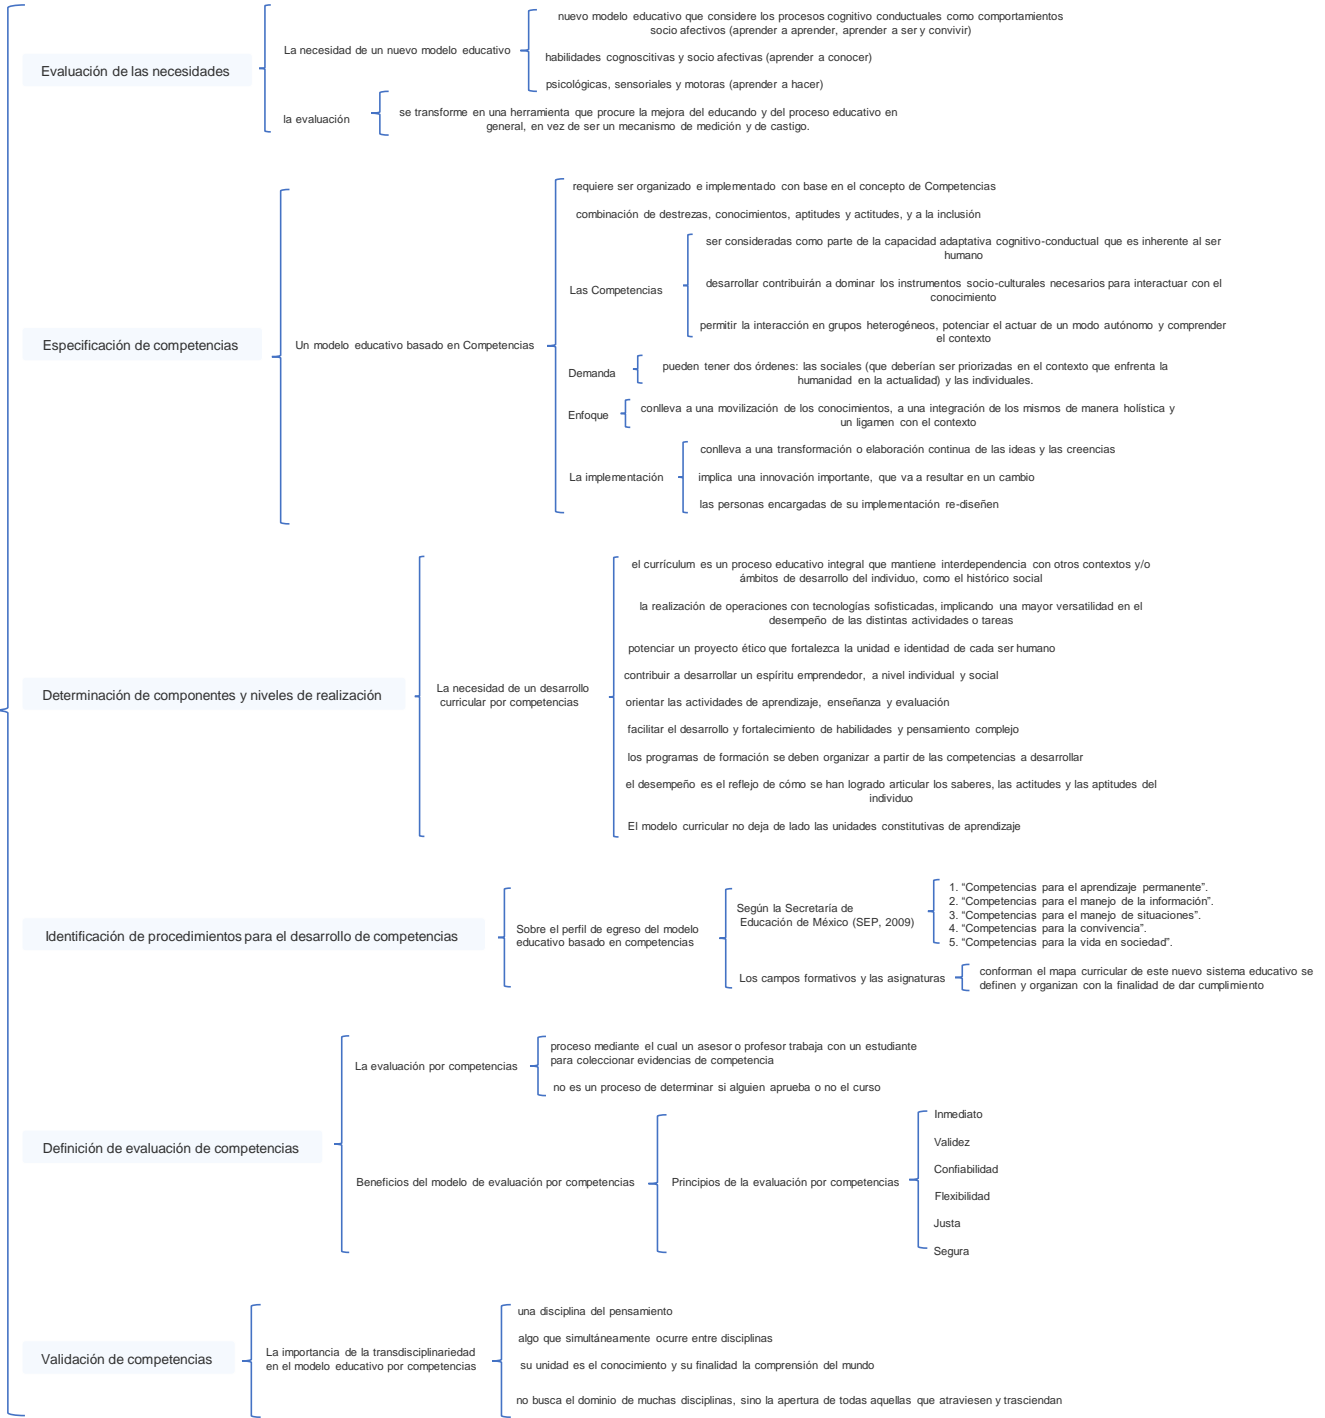 Evaluación de las necesidades
La necesidad de un nuevo modelo educativo
nuevo modelo educativo que considere los procesos cognitivo conductuales como comportamientos
socio afectivos (aprender a aprender, aprender a ser y convivir)
habilidades cognoscitivas y socio afectivas (aprender a conocer)
psicológicas, sensoriales y motoras (aprender a hacer)
la evaluación
se transforme en una herramienta que procure la mejora del educando y del proceso educativo en
general, en vez de ser un mecanismo de medición y de castigo.
Especificación de competencias
Un modelo educativo basado en Competencias
requiere ser organizado e implementado con base en el concepto de Competencias
combinación de destrezas, conocimientos, aptitudes y actitudes, y a la inclusión
Las Competencias
ser consideradas como parte de la capacidad adaptativa cognitivo-conductual que es inherente al ser
humano
desarrollar contribuirán a dominar los instrumentos socio-culturales necesarios para interactuar con el
conocimiento
permitir la interacción en grupos heterogéneos, potenciar el actuar de un modo autónomo y comprender
el contexto
Demanda
pueden tener dos órdenes: las sociales (que deberían ser priorizadas en el contexto que enfrenta la
humanidad en la actualidad) y las individuales.
Enfoque
conlleva a una movilización de los conocimientos, a una integración de los mismos de manera holística y
un ligamen con el contexto
La implementación
conlleva a una transformación o elaboración continua de las ideas y las creencias
implica una innovación importante, que va a resultar en un cambio
las personas encargadas de su implementación re-diseñen
Determinación de componentes y niveles de realización
La necesidad de un desarrollo
curricular por competencias
el currículum es un proceso educativo integral que mantiene interdependencia con otros contextos y/o
ámbitos de desarrollo del individuo, como el histórico social
la realización de operaciones con tecnologías sofisticadas, implicando una mayor versatilidad en el
desempeño de las distintas actividades o tareas
potenciar un proyecto ético que fortalezca la unidad e identidad de cada ser humano
contribuir a desarrollar un espíritu emprendedor, a nivel individual y social
orientar las actividades de aprendizaje, enseñanza y evaluación
facilitar el desarrollo y fortalecimiento de habilidades y pensamiento complejo
los programas de formación se deben organizar a partir de las competencias a desarrollar
el desempeño es el reflejo de cómo se han logrado articular los saberes, las actitudes y las aptitudes del
individuo
El modelo curricular no deja de lado las unidades constitutivas de aprendizaje
Identificación de procedimientos para el desarrollo de competencias
Sobre el perfil de egreso del modelo
educativo basado en competencias
Según la Secretaría de
Educación de México (SEP, 2009)
1. “Competencias para el aprendizaje permanente”.
2. “Competencias para el manejo de la información”.
3. “Competencias para el manejo de situaciones”.
4. “Competencias para la convivencia”.
5. “Competencias para la vida en sociedad”.
Los campos formativos y las asignaturas
conforman el mapa curricular de este nuevo sistema educativo se
definen y organizan con la finalidad de dar cumplimiento
Definición de evaluación de competencias
La evaluación por competencias
proceso mediante el cual un asesor o profesor trabaja con un estudiante
para coleccionar evidencias de competencia
no es un proceso de determinar si alguien aprueba o no el curso
Beneficios del modelo de evaluación por competencias
Principios de la evaluación por competencias
Inmediato
Validez
Confiabilidad
Flexibilidad
Justa
Segura
Validación de competencias
La importancia de la transdisciplinariedad
en el modelo educativo por competencias
una disciplina del pensamiento
algo que simultáneamente ocurre entre disciplinas
su unidad es el conocimiento y su finalidad la comprensión del mundo
no busca el dominio de muchas disciplinas, sino la apertura de todas aquellas que atraviesen y trasciendan